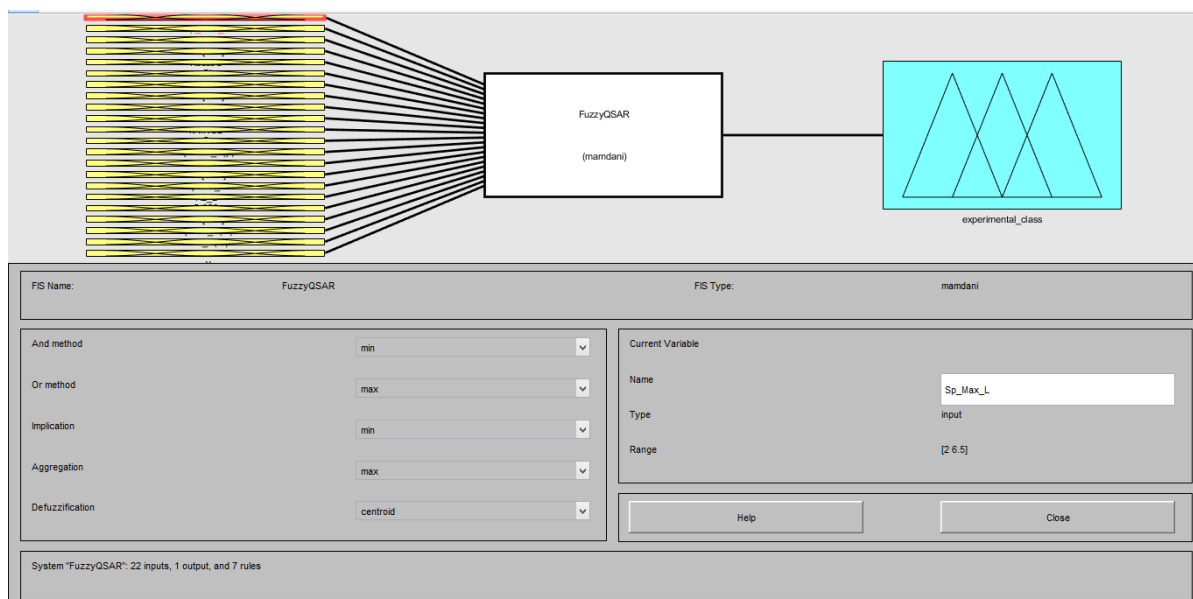 FuzzyQSAR
(mamdani)
experimental_class
FIS Name:
FuzzyQSAR
FIS Type:
mamdani
And method
min
Or method
max
Implication
min
Aggregation
max
Defuzzification
centroid
Current Variable
Name
Sp_Max_L
Type
input
Range
[2 6.5]
Help
Close
System "FuzzyQSAR": 22 inputs, 1 output, and 7 rules